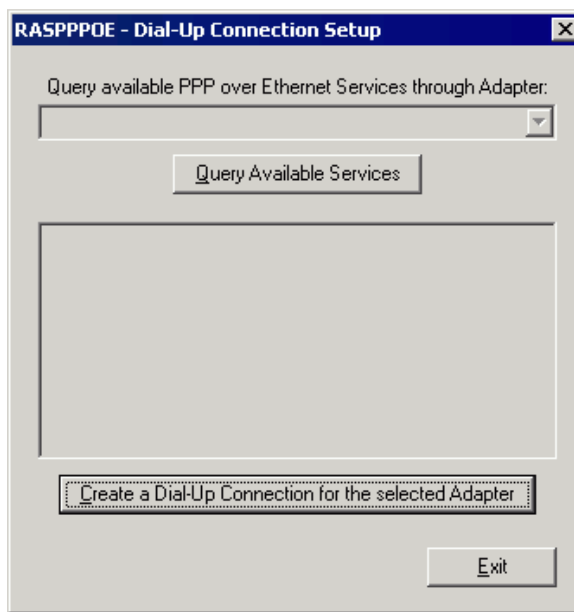 RASPPPOE - Dial-Up Connection Setup
Query available PPP over Ethernet Services through Adapter:
Query Available Services
Create a Dial-Up Connection for the selected Adapter
Exit